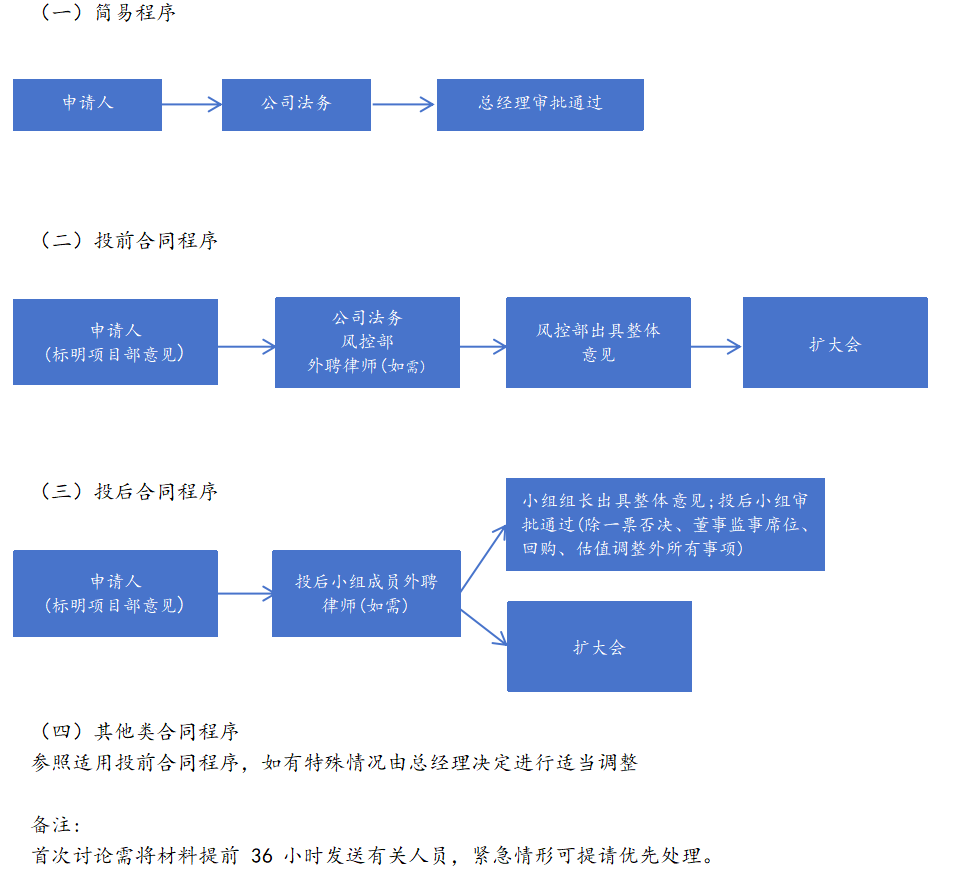 （一）简易程序
申请人
公司法务
总经理审批通过
（二）投前合同程序
申请人
(标明项目部意见)
公司法务
风控部
外聘律师(如需)
风控部出具整体
意见
扩大会
（三）投后合同程序
申请人
(标明项目部意见)
投后小组成员外聘
律师(如需)
小组组长出具整体意见;投后小组审
批通过(除一票否决、董事监事席位、
回购、估值调整外所有事项)
扩大会
（四）其他类合同程序
参照适用投前合同程序，如有特殊情况由总经理决定进行适当调整
备注：
首次讨论需将材料提前 36 小时发送有关人员，紧急情形可提请优先处理。